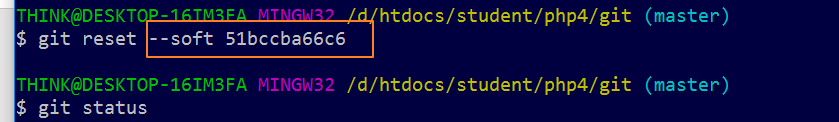 THINK@DESKTOP-16IM3FA MINGW32 /d/htdocs/student/php4/git (master)
$ git reset --soft 51bccba66c6
THINK@DESKTOP-16IM3FA MINGW32 /d/htdocs/student/php4/git (master)
$ git status